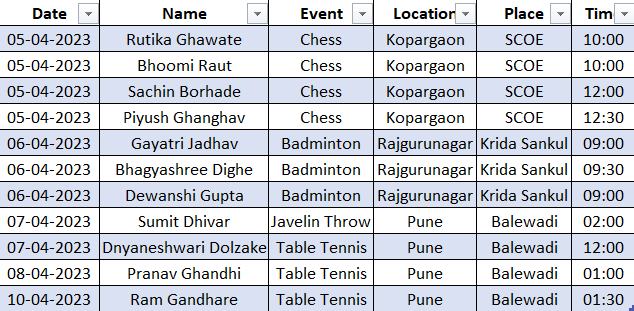 Date Name Event Location Place Tim
05-04-2023 Rutika Ghawate Chess Kopargaon SCOE 10:00
05-04-2023 Bhoomi Raut Chess Kopargaon SCOE 10:00
05-04-2023 Sachin Borhade Chess Kopargaon SCOE 12:00
05-04-2023 Piyush Ghanghav Chess Kopargaon SCOE 12:30
06-04-2023 Gayatri Jadhav Badminton Rajgurunagar Krida Sankul 09:00
06-04-2023 Bhagyashree Dighe Badminton Rajgurunagar Krida Sankul 09:30
06-04-2023 Dewanshi Gupta Badminton Rajgurunagar Krida Sankul 09:00
07-04-2023 Sumit Dhivar Javelin Throw Pune Balewadi 02:00
07-04-2023 Dnyaneshwari Dolzake Table Tennis Pune Balewadi 12:00
08-04-2023 Pranav Ghandhi Table Tennis Pune Balewadi 01:00
10-04-2023 Ram Gandhare Table Tennis Pune Balewadi 01:30